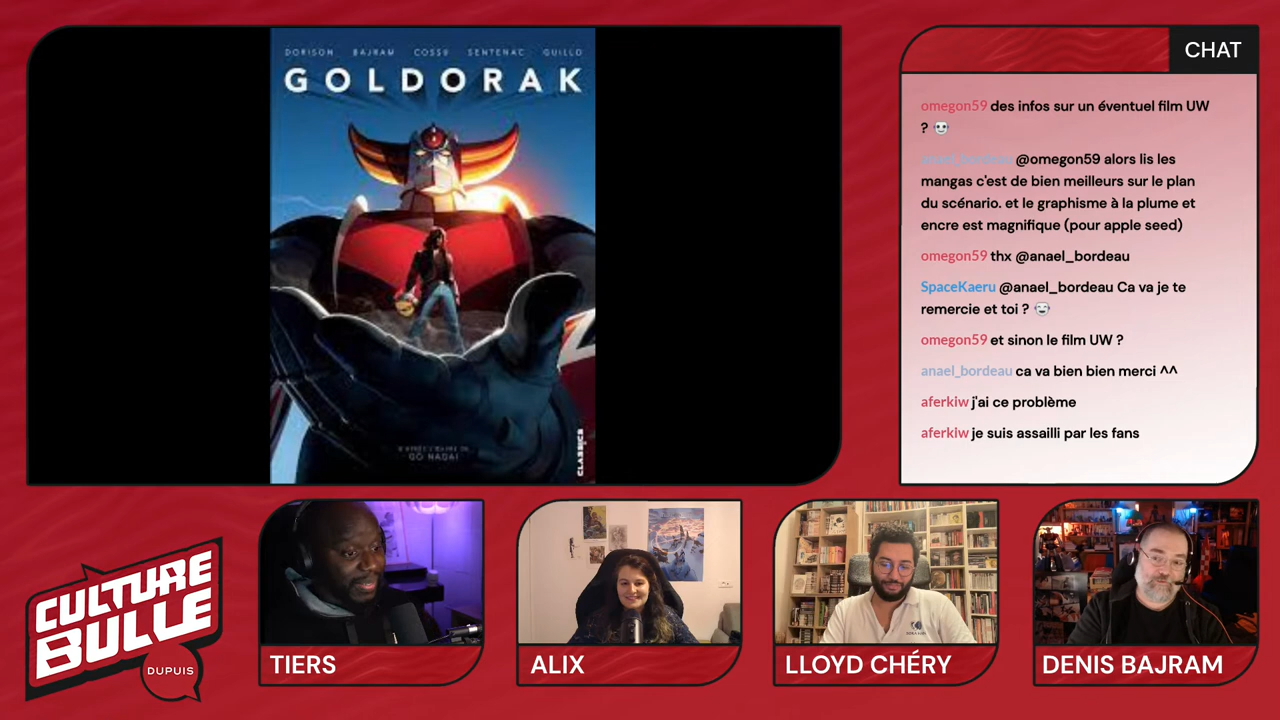 DORISON BAJRAM COSSU SENTENAC GUILLO
GOLDORAK
GO NAGAI
CLASSICS
CHAT
omegon59 des infos sur un éventuel film UW
?
anael_bordeau @omegon59 alors lis les
mangas c'est de bien meilleurs sur le plan
du scénario. et le graphisme à la plume et
encre est magnifique (pour apple seed)
omegon59 thx @anael_bordeau
SpaceKaeru @anael_bordeau Ca va je te
remercie et toi ?
omegon59 et sinon le film UW ?
anael_bordeau ca va bien bien merci ^^
aferkiw j'ai ce problème
aferkiw je suis assailli par les fans
CULTURE
BULLE
DUPUIS
TIERS
ALIX
LLOYD CHÉRY
DENIS BAJRAM